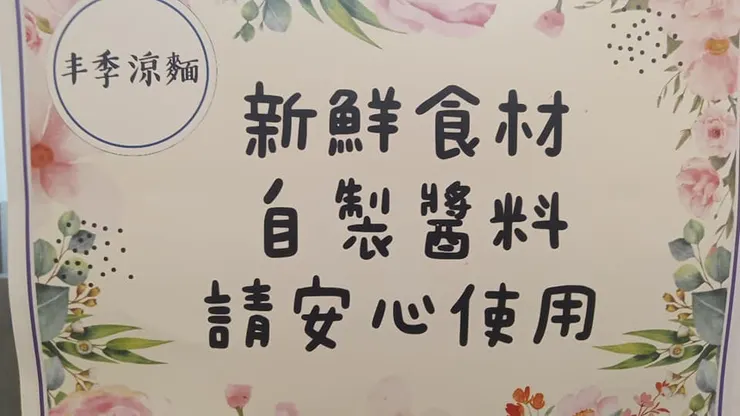 丰季涼麵
新鮮食材
自製醬料
請安心使用